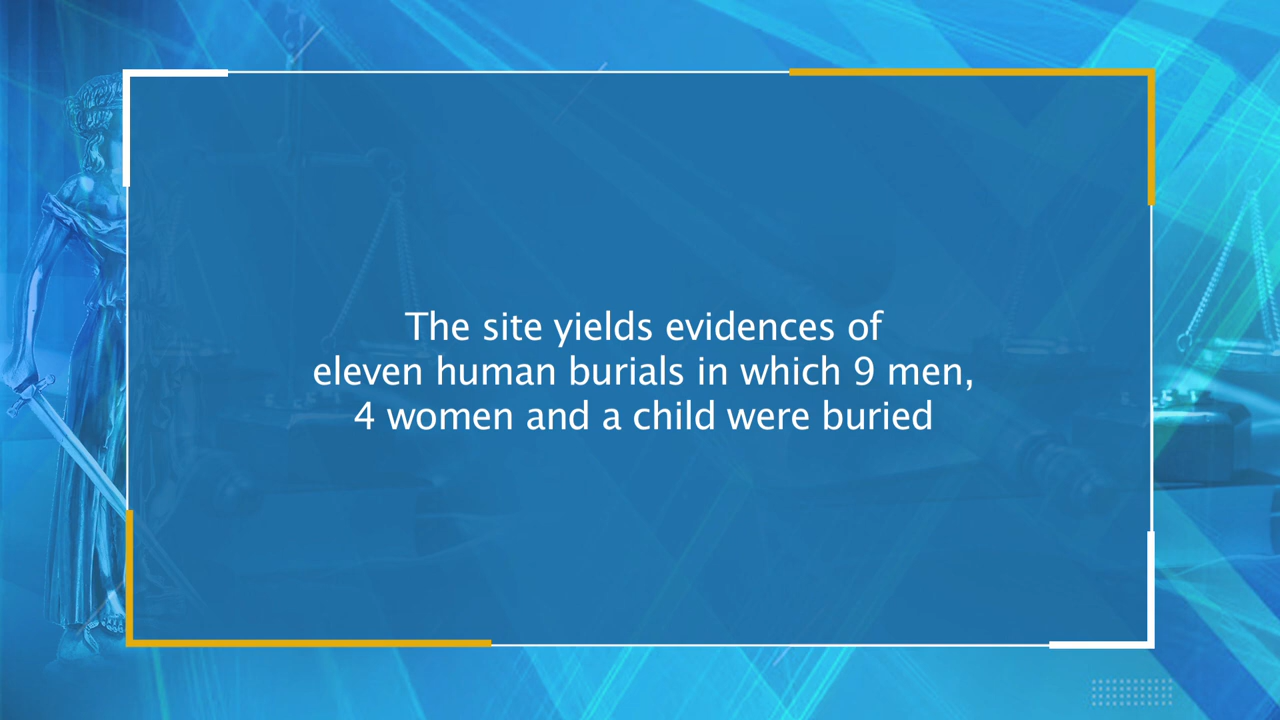 The site yields evidences of
eleven human burials in which 9 men,
4 women and a child were buried